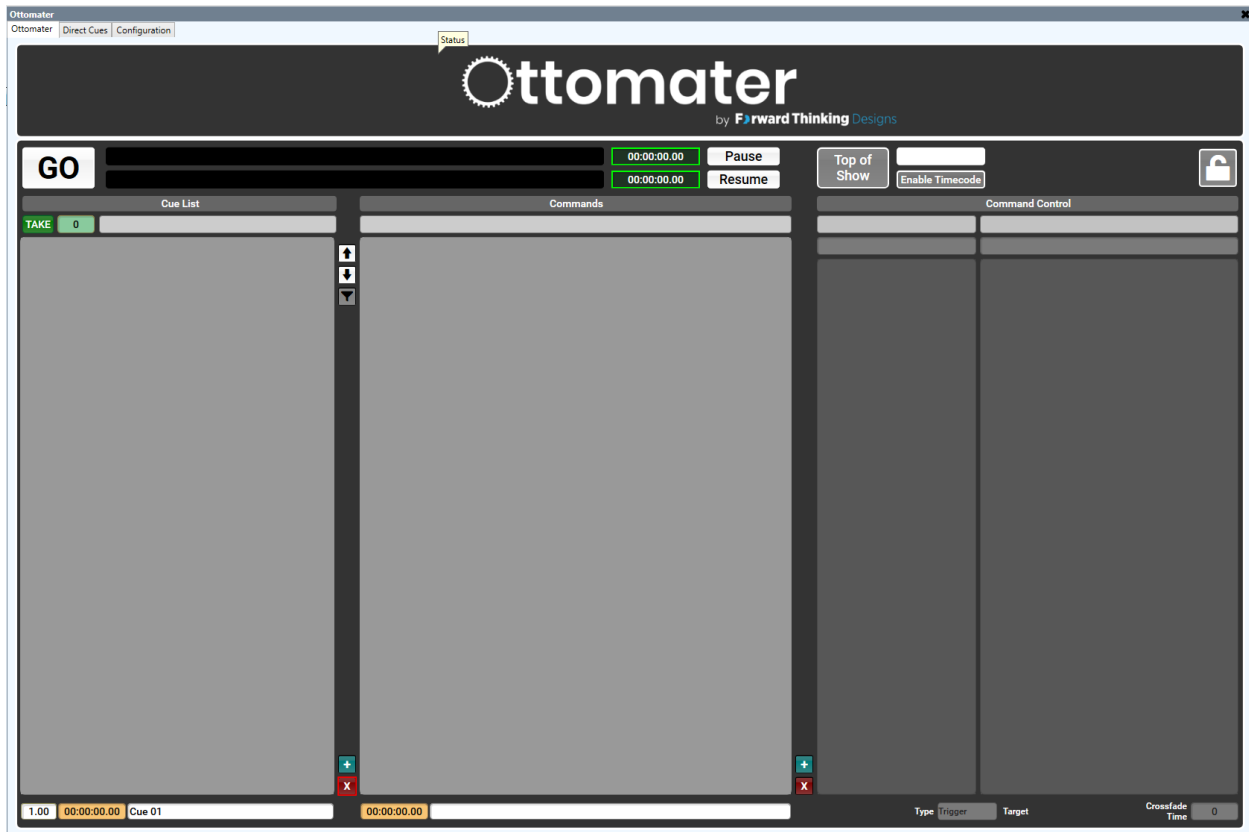 Ottomater
Ottomater Direct Cues Configuration
Status
Ottomater
by Forward Thinking Designs
GO 00:00:00.00 Pause Top of Show
00:00:00.00 Resume Enable Timecode
Cue List Commands Command Control
TAKE 0
+ +
X X
1.00 00:00:00.00 Cue 01 00:00:00.00 Type Trigger Target Crossfade Time 0